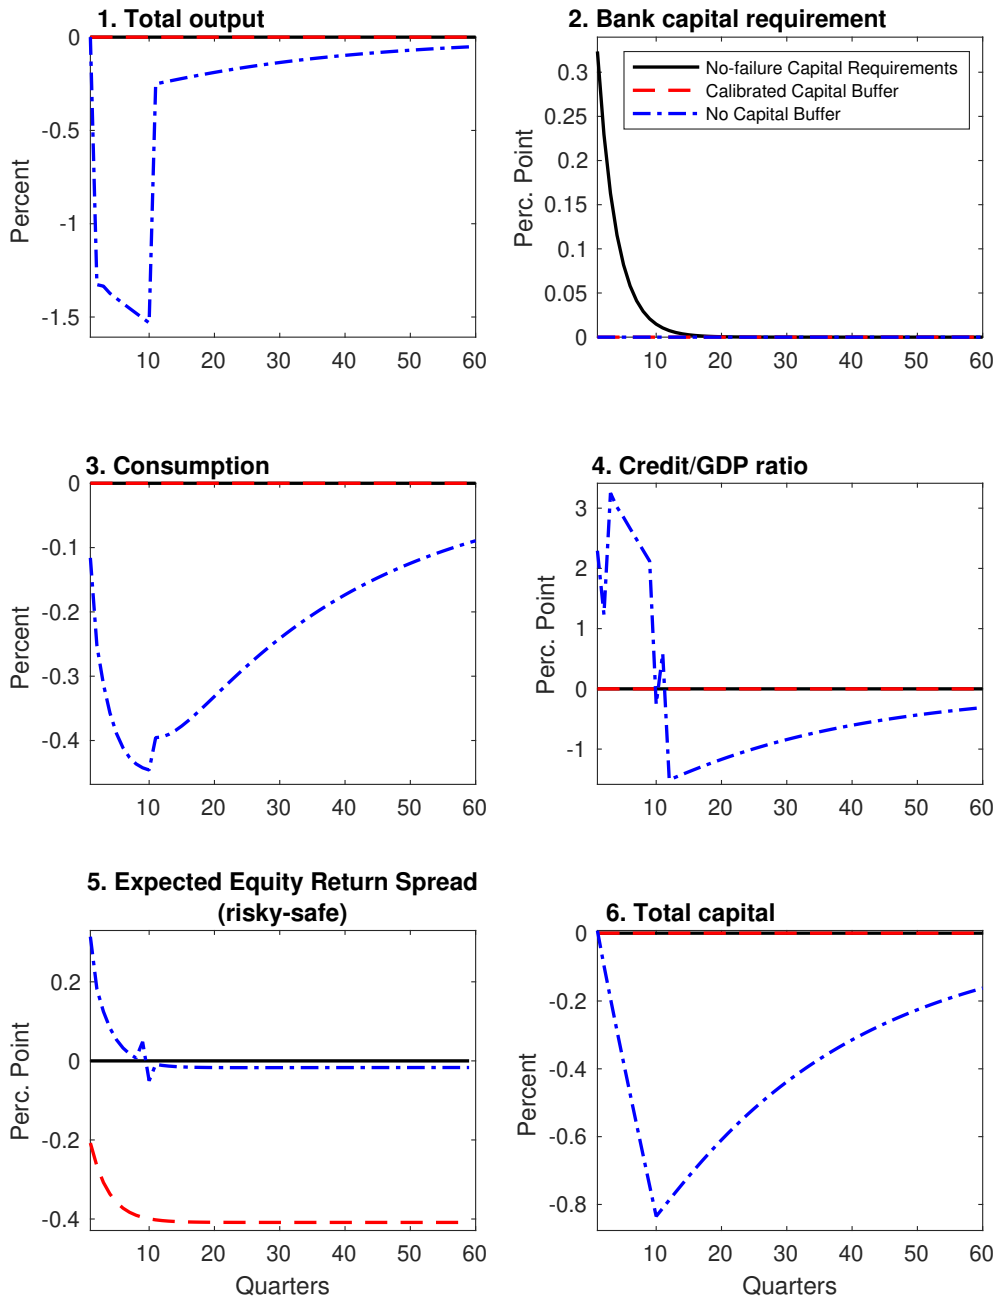 1. Total output
0
-0.5
-1
-1.5
Percent
10 20 30 40 50 60
2. Bank capital requirement
0.3
0.25
0.2
0.15
0.1
0.05
0
Perc. Point
No-failure Capital Requirements
Calibrated Capital Buffer
No Capital Buffer
10 20 30 40 50 60
3. Consumption
0
-0.1
-0.2
-0.3
-0.4
Percent
10 20 30 40 50 60
4. Credit/GDP ratio
3
2
1
0
-1
Perc. Point
10 20 30 40 50 60
5. Expected Equity Return Spread
(risky-safe)
0.2
0
-0.2
-0.4
Perc. Point
10 20 30 40 50 60
Quarters
6. Total capital
0
-0.2
-0.4
-0.6
-0.8
Percent
10 20 30 40 50 60
Quarters